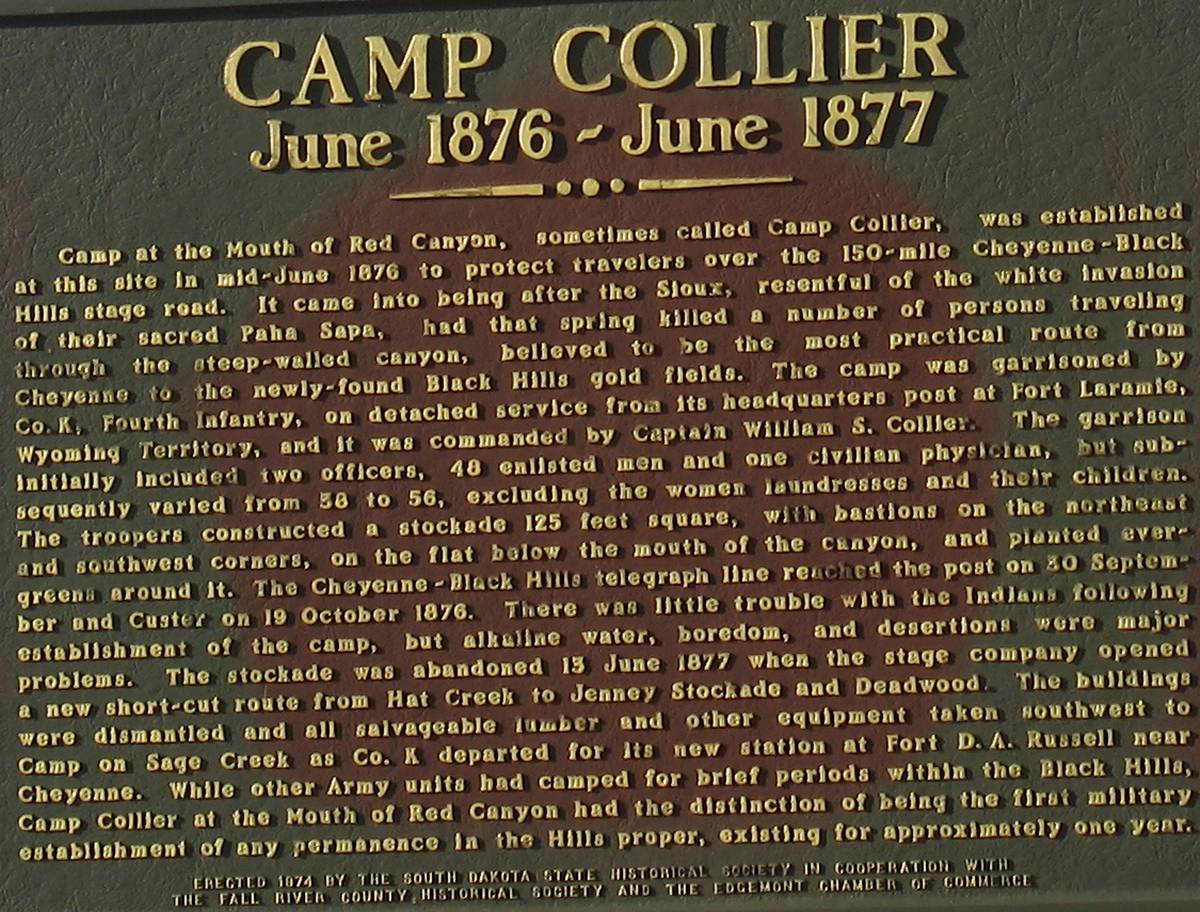 CAMP COLLIER
June 1876 - June 1877
Camp at the Mouth of Red Canyon, sometimes called Camp Collier, was established
at this site in mid-June 1876 to protect travelers over the 150-mile Cheyenne-Black
Hills stage road. It came into being after the Sioux, resentful of the white invasion
of their sacred Paha Sapa, had that spring killed a number of persons traveling
through the steep-walled canyon, believed to be the most practical route from
Cheyenne to the newly-found Black Hills gold fields. The camp was garrisoned by
Co. K, Fourth Infantry, on detached service from its headquarters post at Fort Laramie,
Wyoming Territory, and it was commanded by Captain William S. Collier. The garrison
initially included two officers, 48 enlisted men and one civilian physician, but sub-
sequently varied from 38 to 56, excluding the women laundresses and their children.
The troopers constructed a stockade 125 feet square, with bastions on the northeast
and southwest corners, on the flat below the mouth of the canyon, and planted ever-
greens around it. The Cheyenne-Black Hills telegraph line reached the post on 30 Septem-
ber and Custer on 19 October 1876. There was little trouble with the Indians following
establishment of the camp, but alkaline water, boredom, and desertions were major
problems. The stockade was abandoned 13 June 1877 when the stage company opened
a new short-cut route from Hat Creek to Jenney Stockade and Deadwood. The buildings
were dismantled and all salvageable lumber and other equipment taken southwest to
Camp on Sage Creek as Co. K departed for its new station at Fort D. A. Russell near
Cheyenne. While other Army units had camped for brief periods within the Black Hills,
Camp Collier at the Mouth of Red Canyon had the distinction of being the first military
establishment of any permanence in the Hills proper, existing for approximately one year.
ERECTED 1974 BY THE SOUTH DAKOTA STATE HISTORICAL SOCIETY IN COOPERATION WITH
THE FALL RIVER COUNTY HISTORICAL SOCIETY AND THE EDGEMONT CHAMBER OF COMMERCE